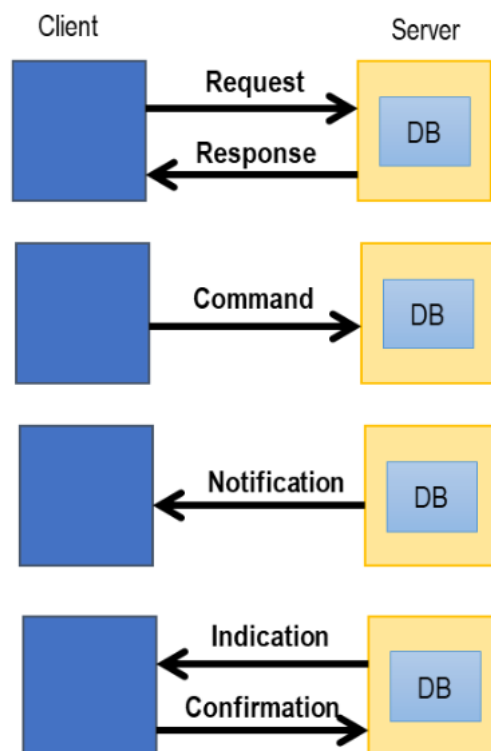 Client
Server
Request
DB
Response
Command
DB
Notification
DB
Indication
DB
Confirmation